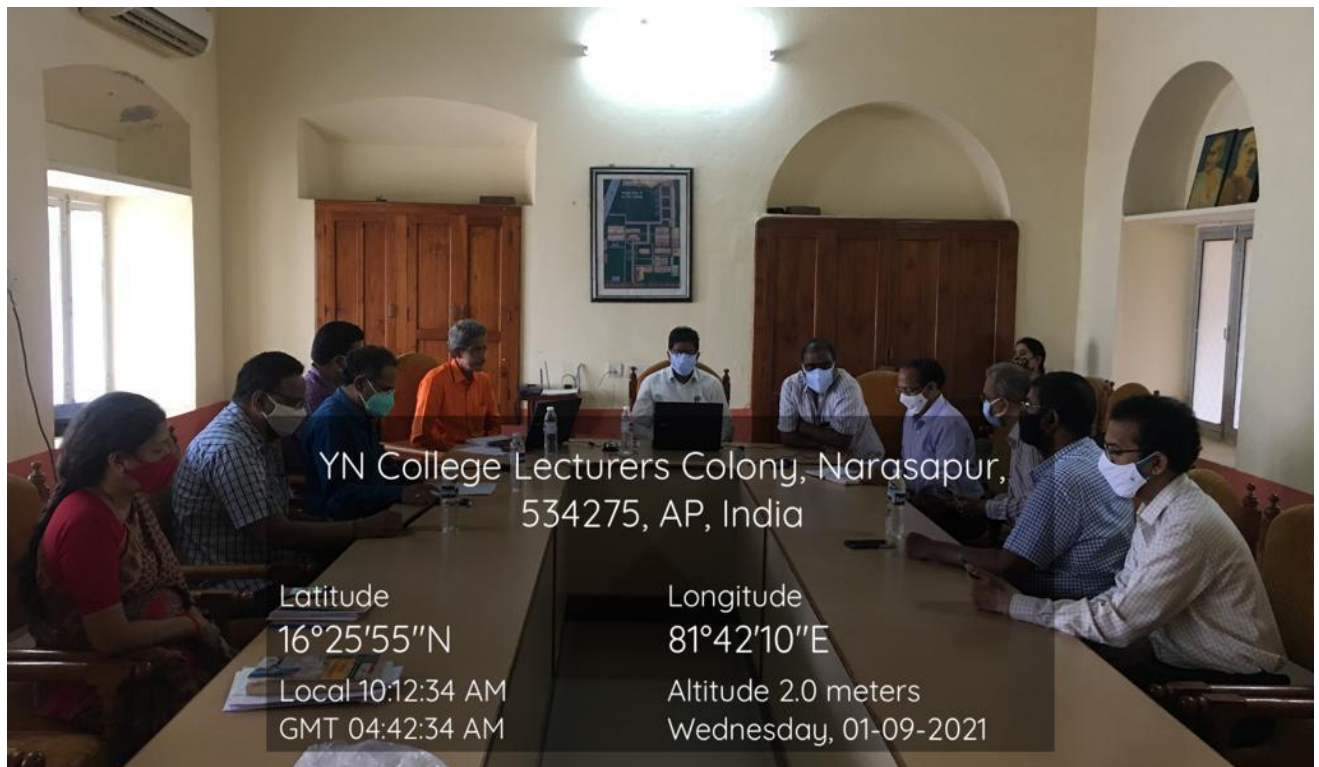 YN College Lecturers Colony, Narasapur,
534275, AP, India
Latitude
16°25'55"N
Longitude
81°42'10"E
Local 10:12:34 AM
GMT 04:42:34 AM
Altitude 2.0 meters
Wednesday, 01-09-2021